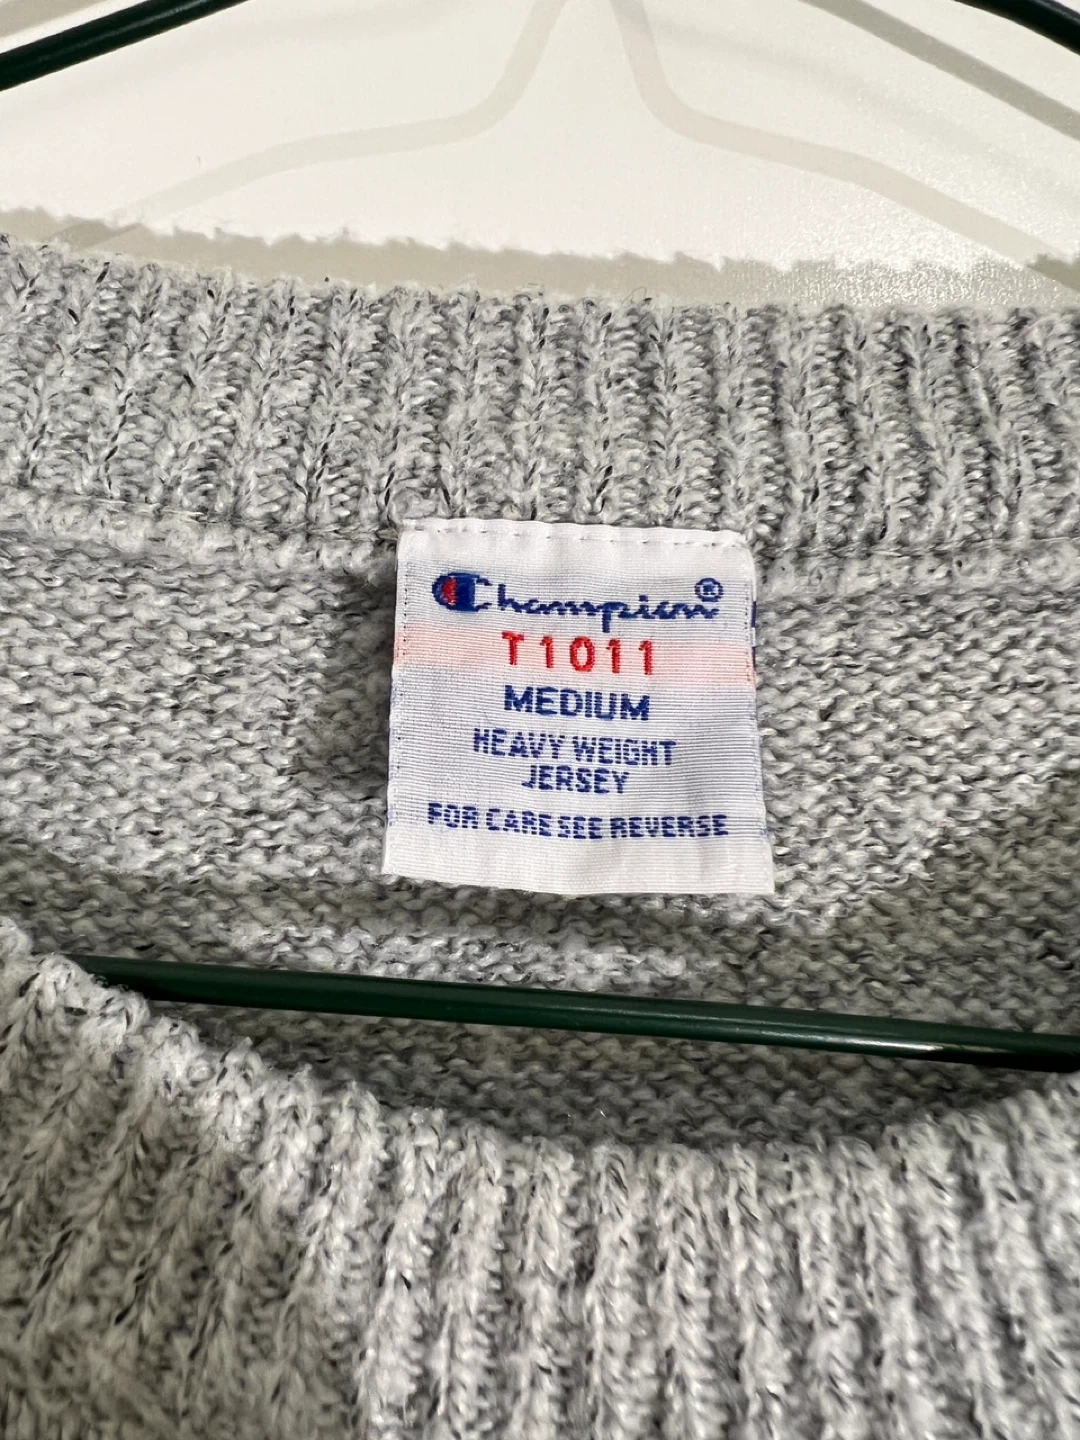 Champion®
T1011
MEDIUM
HEAVY WEIGHT
JERSEY
FOR CARE SEE REVERSE